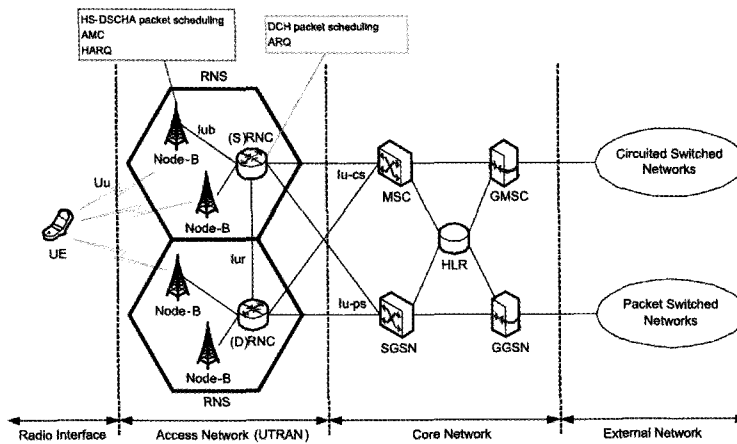 HS-DSCHA packet scheduling
AMC
HARQ
DCH packet scheduling
ARQ
RNS
Iub
(S)RNC
Node-B
Uu
Node-B
UE
Iur
Node-B
(D)RNC
Node-B
RNS
Iu-cs
MSC
GMSC
HLR
Iu-ps
SGSN
GGSN
Circuited Switched
Networks
Packet Switched
Networks
Radio Interface
Access Network (UTRAN)
Core Network
External Network